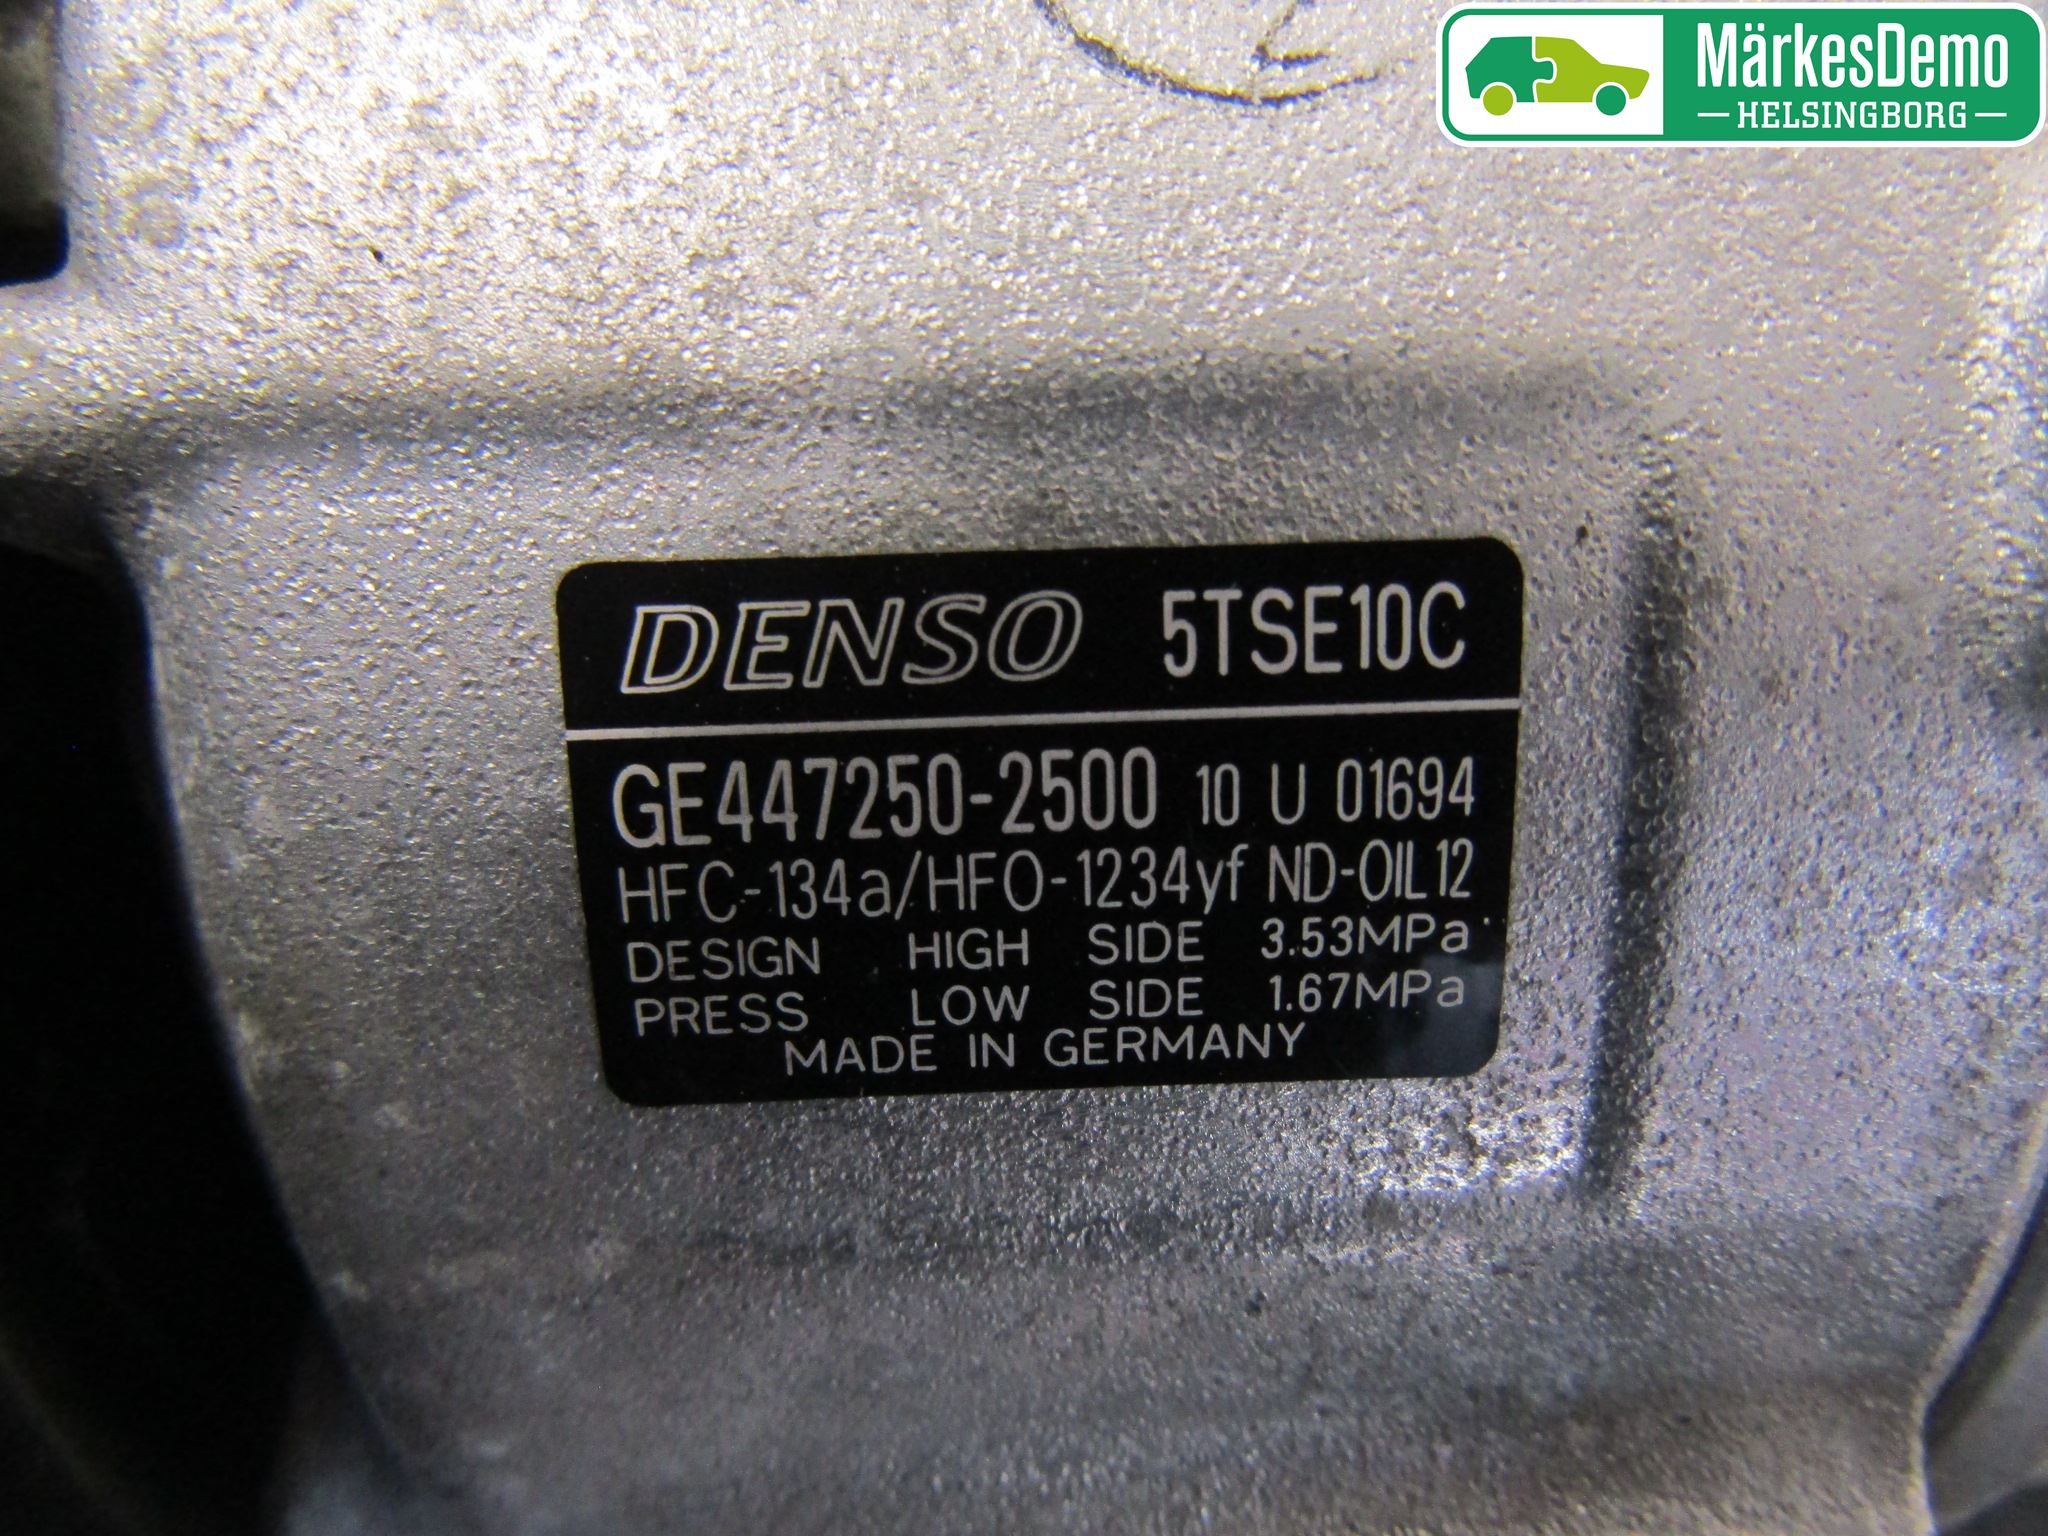 MärkesDemo
HELSINGBORG
DENSO 5TSE10C
GE447250-2500 10 U 01694
HFC-134a/HFO-1234yf ND-OIL12
DESIGN HIGH SIDE 3.53MPa
PRESS LOW SIDE 1.67MPa
MADE IN GERMANY